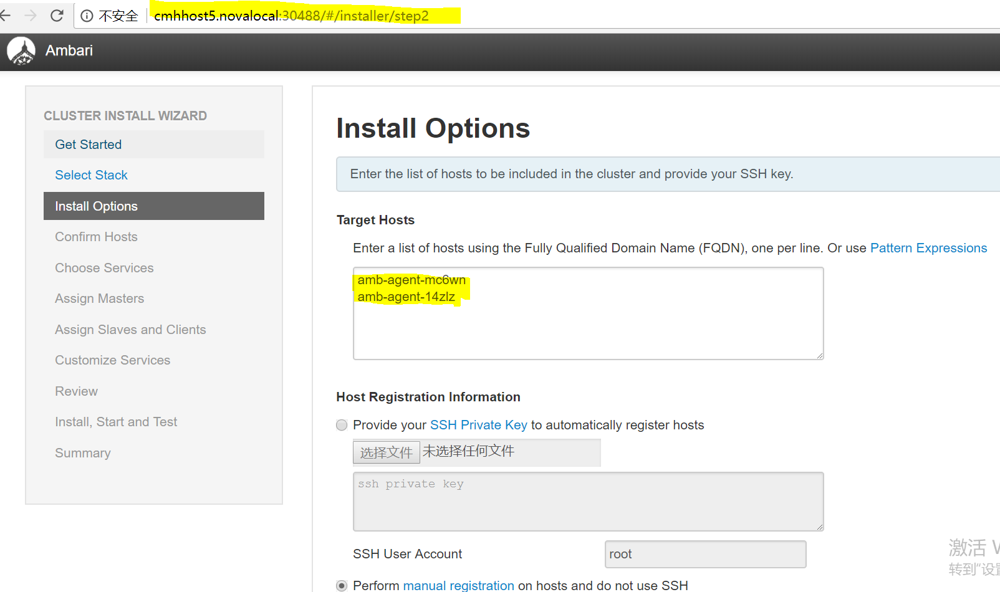 不安全 cmhhost5.novalocal:30488/#/installer/step2
Ambari
CLUSTER INSTALL WIZARD
Get Started
Select Stack
Install Options
Confirm Hosts
Choose Services
Assign Masters
Assign Slaves and Clients
Customize Services
Review
Install, Start and Test
Summary
Install Options
Enter the list of hosts to be included in the cluster and provide your SSH key.
Target Hosts
Enter a list of hosts using the Fully Qualified Domain Name (FQDN), one per line. Or use Pattern Expressions
amb-agent-mc6wn
amb-agent-14zlz
Host Registration Information
Provide your SSH Private Key to automatically register hosts
选择文件 未选择任何文件
ssh private key
SSH User Account root
Perform manual registration on hosts and do not use SSH
激活 W
转到"设置